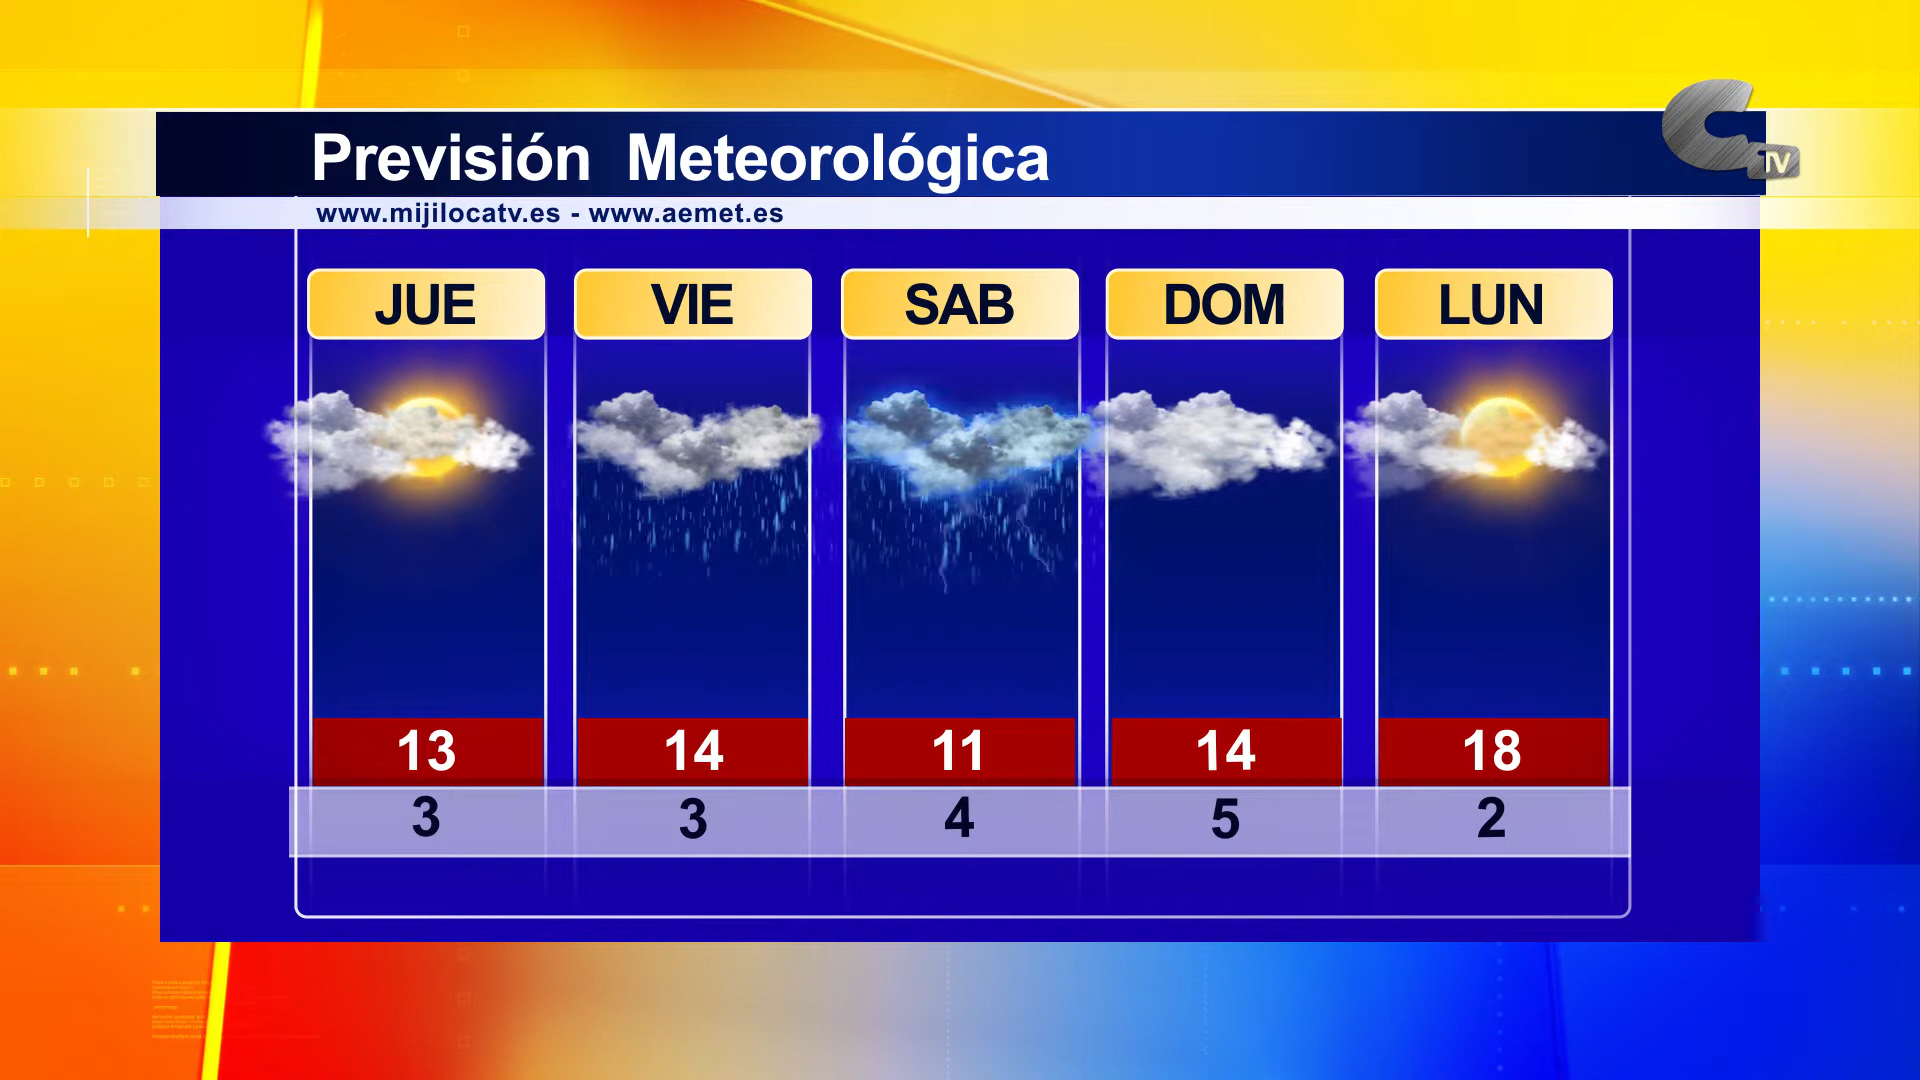 Previsión Meteorológica
TV
www.mijilocatv.es - www.aemet.es
JUE VIE SAB DOM LUN
13 14 11 14 18
3 3 4 5 2